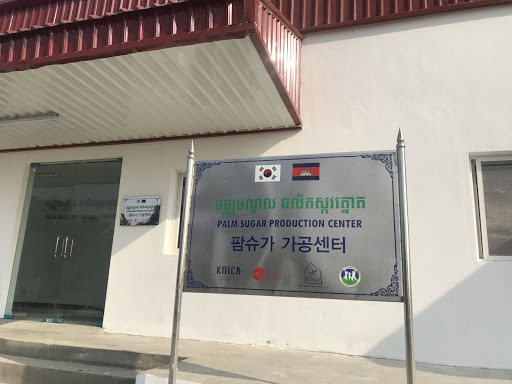 មជ្ឈមណ្ឌល ផលិតស្ករត្នោត
PALM SUGAR PRODUCTION CENTER
팜슈가 가공센터
KOICA